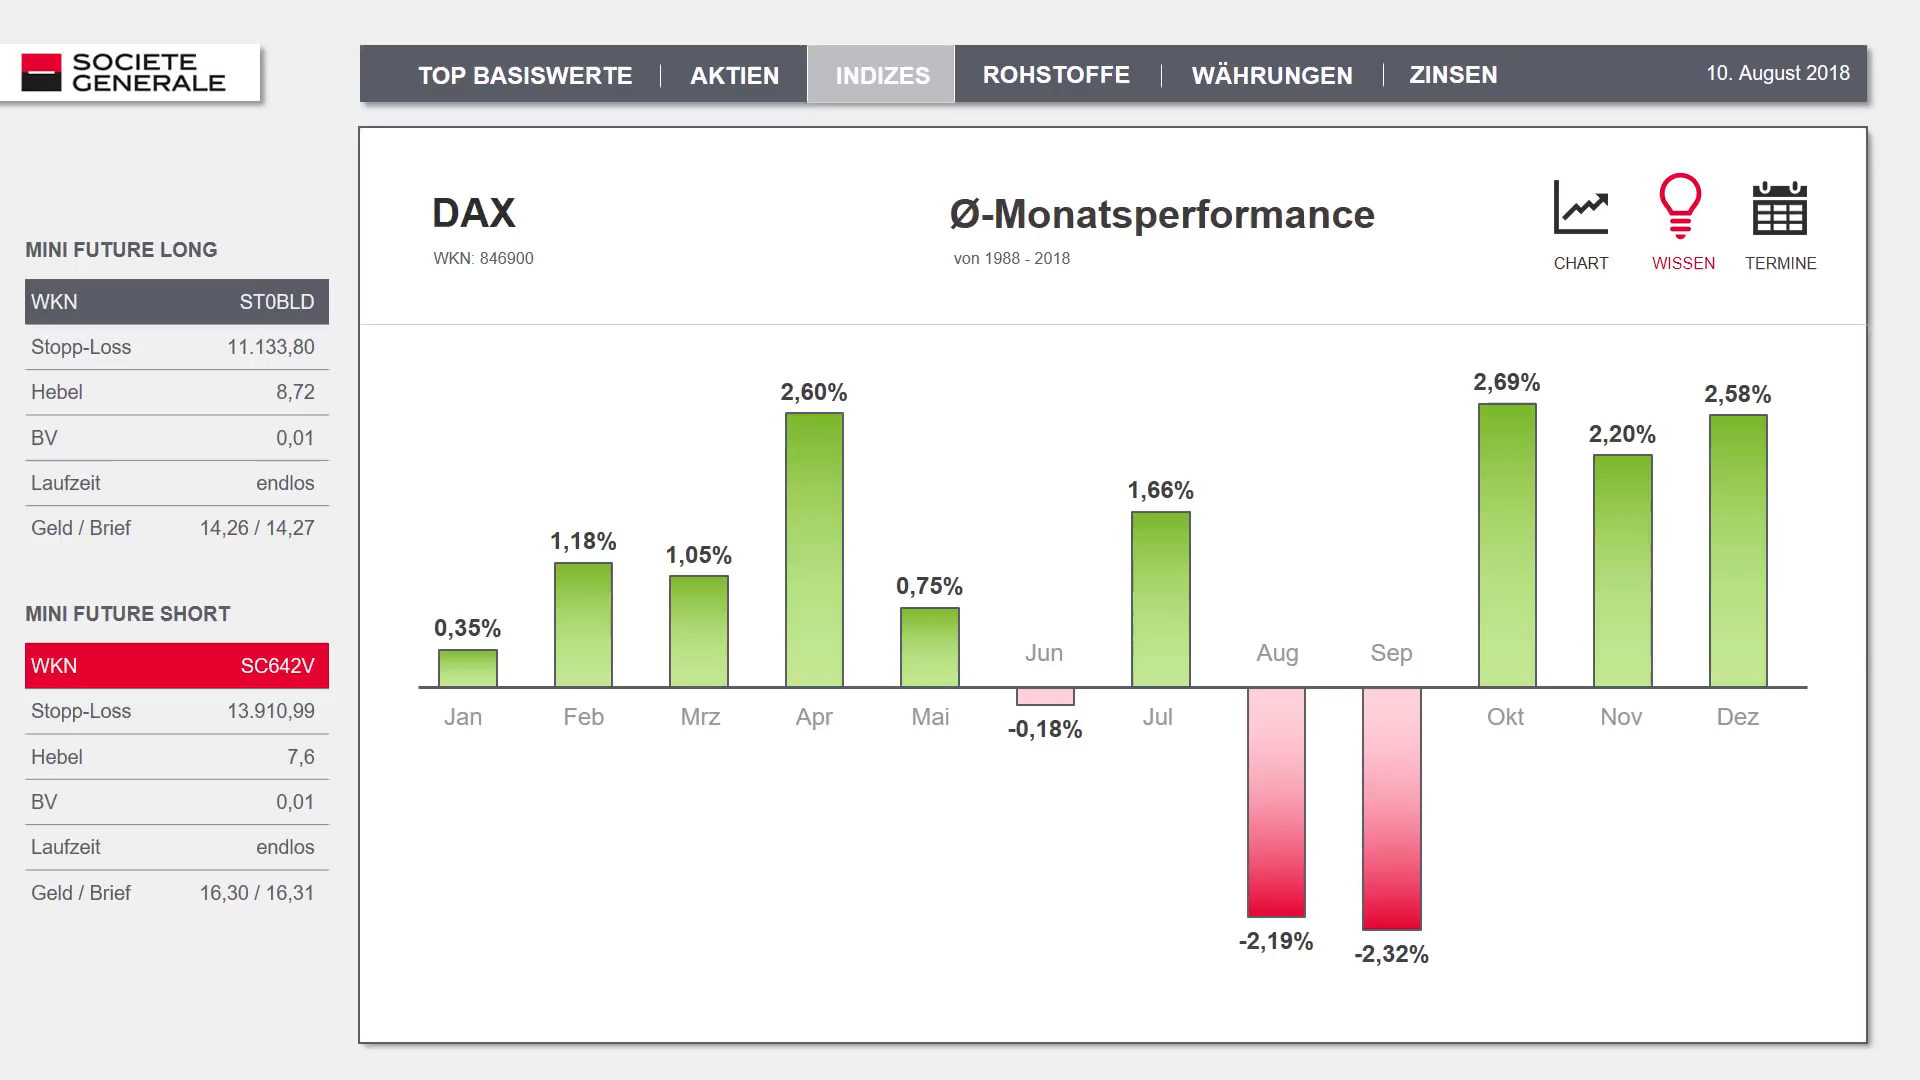 SOCIETE
GENERALE
TOP BASISWERTE
AKTIEN
INDIZES
ROHSTOFFE
WÄHRUNGEN
ZINSEN
10. August 2018
DAX
WKN: 846900
Ø-Monatsperformance
von 1988 - 2018
CHART
WISSEN
TERMINE
MINI FUTURE LONG
WKN ST0BLD
Stopp-Loss 11.133,80
Hebel 8,72
BV 0,01
Laufzeit endlos
Geld / Brief 14,26 / 14,27
MINI FUTURE SHORT
WKN SC642V
Stopp-Loss 13.910,99
Hebel 7,6
BV 0,01
Laufzeit endlos
Geld / Brief 16,30 / 16,31
0,35%
Jan
1,18%
Feb
1,05%
Mrz
2,60%
Apr
0,75%
Mai
Jun
-0,18%
1,66%
Jul
Aug
-2,19%
Sep
-2,32%
2,69%
Okt
2,20%
Nov
2,58%
Dez